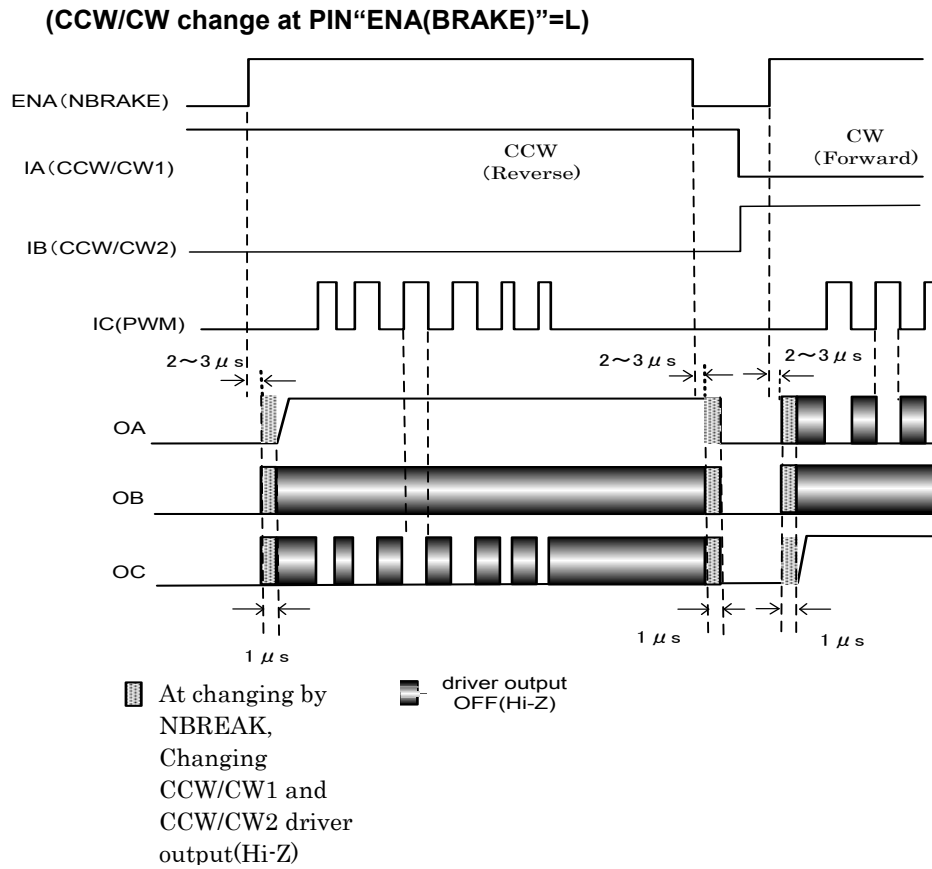 (CCW/CW change at PIN“ENA(BRAKE)”=L)
ENA(NBRAKE)
IA(CCW/CW1)
CCW
(Reverse)
CW
(Forward)
IB(CCW/CW2)
IC(PWM)
2~3μs
2~3μs
2~3μs
OA
OB
OC
1μs
1μs
1μs
At changing by
NBREAK,
Changing
CCW/CW1 and
CCW/CW2 driver
output(Hi-Z)
driver output
OFF(Hi-Z)